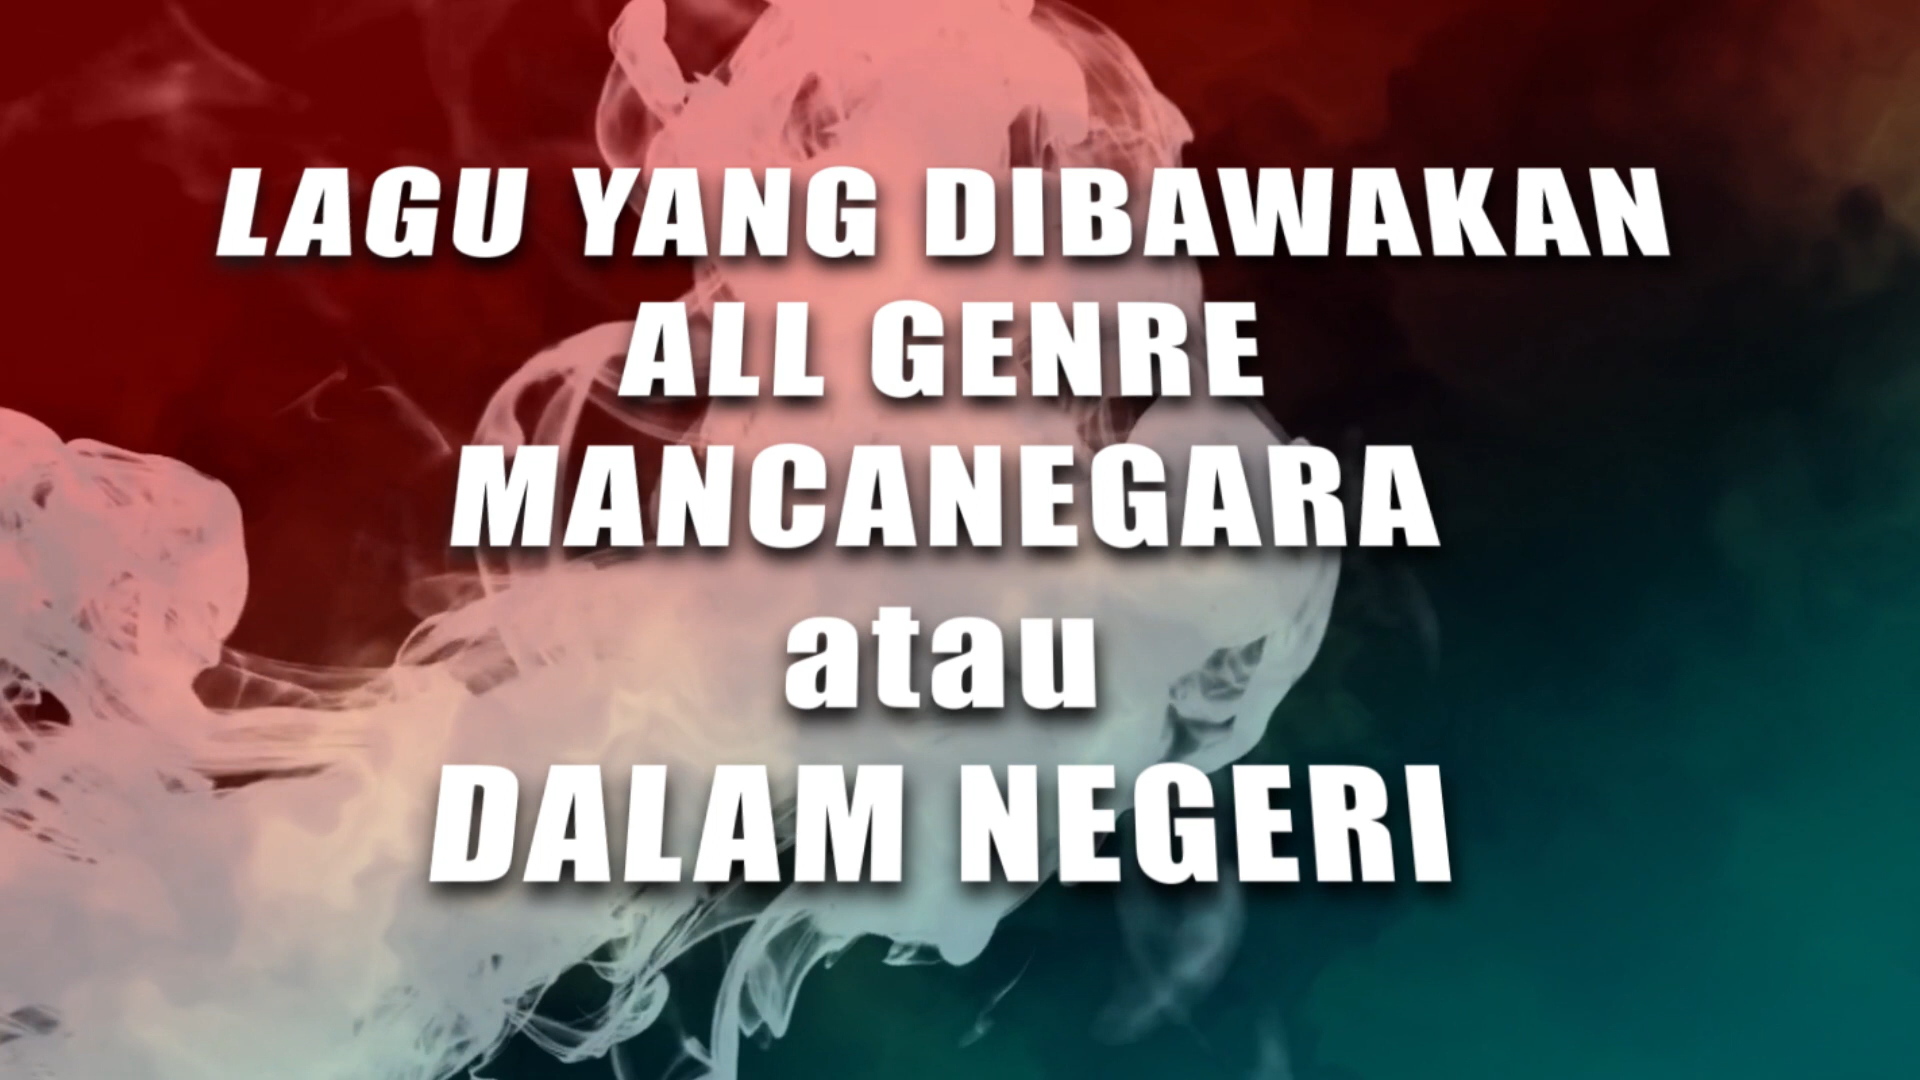 LAGU YANG DIBAWAKAN
ALL GENRE
MANCANEGARA
atau
DALAM NEGERI